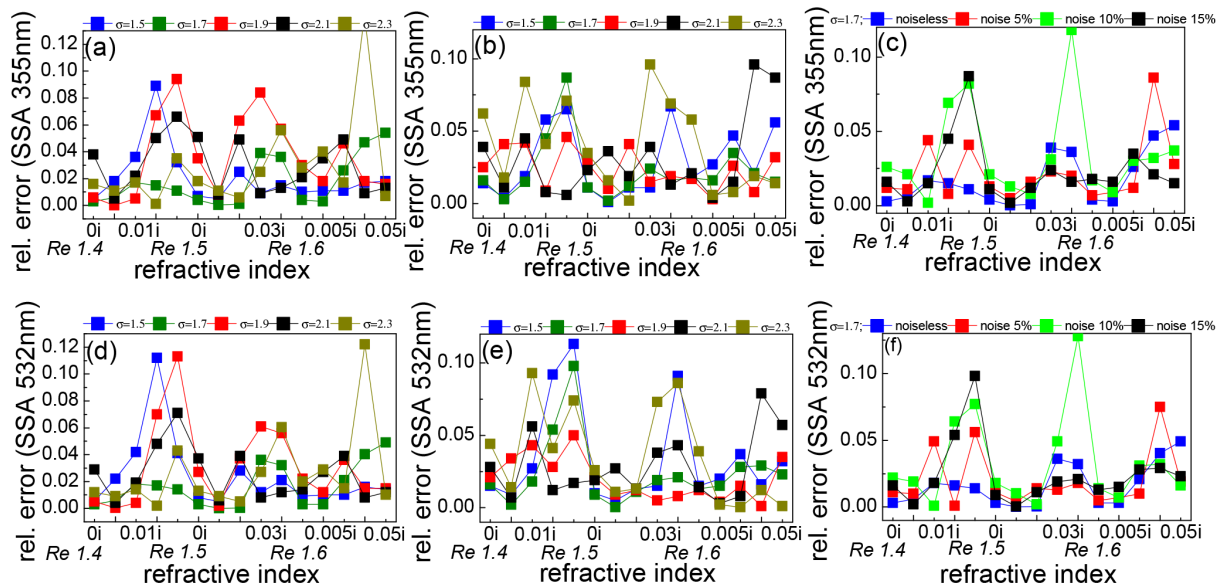 σ=1.5 σ=1.7 σ=1.9 σ=2.1 σ=2.3
(a)
rel. error (SSA 355nm)
0.12
0.10
0.08
0.06
0.04
0.02
0.00
0i 0.01i 0i 0.03i 0.005i 0.05i
Re 1.4 Re 1.5 Re 1.6
refractive index
σ=1.5 σ=1.7 σ=1.9 σ=2.1 σ=2.3
(b)
rel. error (SSA 355nm)
0.10
0.05
0.00
0i 0.01i 0i 0.03i 0.005i 0.05i
Re 1.4 Re 1.5 Re 1.6
refractive index
σ=1.7; noiseless noise 5% noise 10% noise 15%
(c)
rel. error (SSA 355nm)
0.10
0.05
0.00
0i 0.01i 0i 0.03i 0.005i 0.05i
Re 1.4 Re 1.5 Re 1.6
refractive index
σ=1.5 σ=1.7 σ=1.9 σ=2.1 σ=2.3
(d)
rel. error (SSA 532nm)
0.12
0.10
0.08
0.06
0.04
0.02
0.00
0i 0.01i 0i 0.03i 0.005i 0.05i
Re 1.4 Re 1.5 Re 1.6
refractive index
σ=1.5 σ=1.7 σ=1.9 σ=2.1 σ=2.3
(e)
rel. error (SSA 532nm)
0.10
0.05
0.00
0i 0.01i 0i 0.03i 0.005i 0.05i
Re 1.4 Re 1.5 Re 1.6
refractive index
σ=1.7; noiseless noise 5% noise 10% noise 15%
(f)
rel. error (SSA 532nm)
0.10
0.05
0.00
0i 0.01i 0i 0.03i 0.005i 0.05i
Re 1.4 Re 1.5 Re 1.6
refractive index